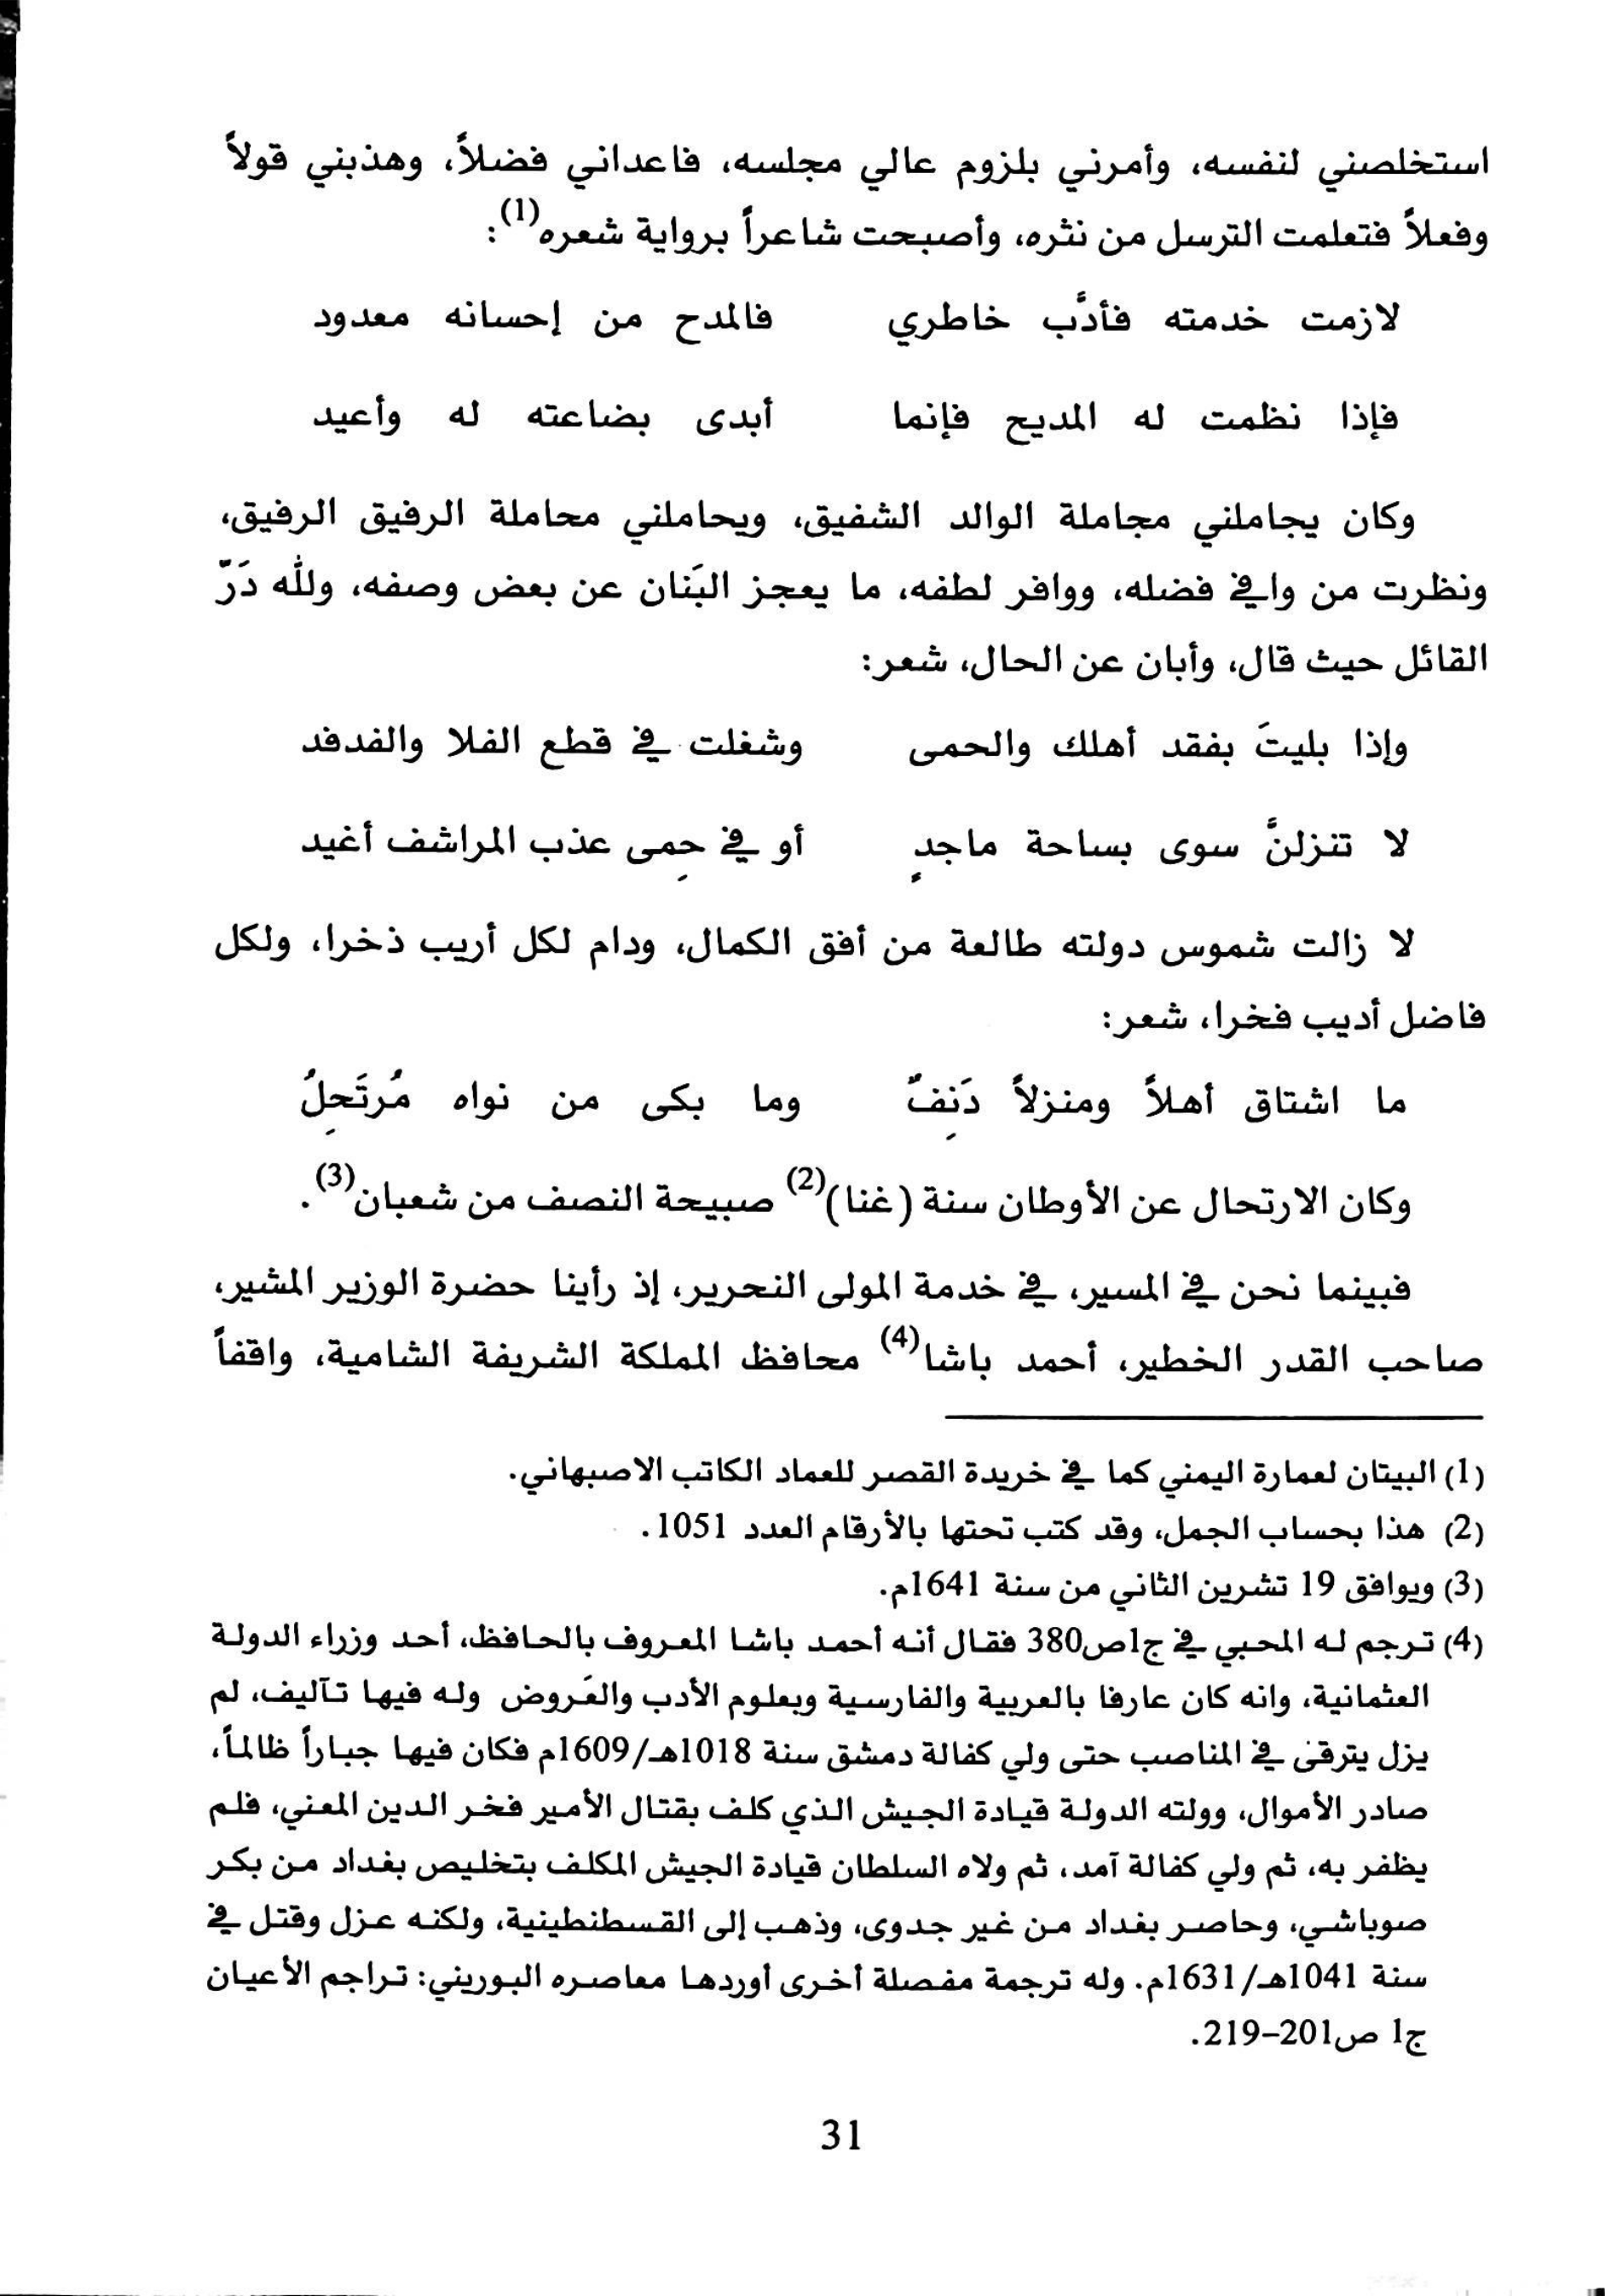 استخلصني لنفسه، وأمرني بلزوم عالي مجلسه، فاعداني فضلاً، وهذبني قولاً
وفعلاً فتعلمت الترسل من نثره، وأصبحت شاعراً برواية شعره(1):
لازمت خدمته فأدَّب خاطري فالمدح من إحسانه معدود
فإذا نظمت له المديح فإنما أبدى بضاعته له وأعيد
وكان يجاملني مجاملة الوالد الشفيق، ويحاملني محاملة الرفيق الرفيق،
ونظرت من وافي فضله، ووافر لطفه، ما يعجز البَنان عن بعض وصفه، ولله دَرّ
القائل حيث قال، وأبان عن الحال، شعر:
وإذا بليتَ بفقد أهلك والحمى وشغلت في قطع الفلا والفدفد
لا تنزلنَّ سوى بساحة ماجدٍ أو في حِمى عذب المراشف أغيد
لا زالت شموس دولته طالعة من أفق الكمال، ودام لكل أريب ذخرا، ولكل
فاضل أديب فخرا، شعر:
ما اشتاق أهلاً ومنزلاً دَنِفٌ وما بكى من نواه مُرتَحِلُ
وكان الارتحال عن الأوطان سنة (غنا)(2) صبيحة النصف من شعبان(3).
فبينما نحن في المسير، في خدمة المولى النحرير، إذ رأينا حضرة الوزير المشير،
صاحب القدر الخطير، أحمد باشا(4) محافظ المملكة الشريفة الشامية، واقفاً
(1) البيتان لعمارة اليمني كما في خريدة القصر للعماد الكاتب الاصبهاني.
(2) هذا بحساب الجمل، وقد كتب تحتها بالأرقام العدد 1051.
(3) ويوافق 19 تشرين الثاني من سنة 1641م.
(4) ترجم له المحبي في ج1ص380 فقال أنه أحمد باشا المعروف بالحافظ، أحد وزراء الدولة
العثمانية، وانه كان عارفا بالعربية والفارسية وبعلوم الأدب والعَروض وله فيها تآليف، لم
يزل يترقى في المناصب حتى ولي كفالة دمشق سنة 1018هـ/1609م فكان فيها جباراً ظالماً،
صادر الأموال، وولته الدولة قيادة الجيش الذي كلف بقتال الأمير فخر الدين المعني، فلم
يظفر به، ثم ولي كفالة آمد، ثم ولاه السلطان قيادة الجيش المكلف بتخليص بغداد من بكر
صوباشي، وحاصر بغداد من غير جدوى، وذهب إلى القسطنطينية، ولكنه عزل وقتل في
سنة 1041هـ/1631م. وله ترجمة مفصلة أخرى أوردها معاصره البوريني: تراجم الأعيان
ج1 ص201–219.
31